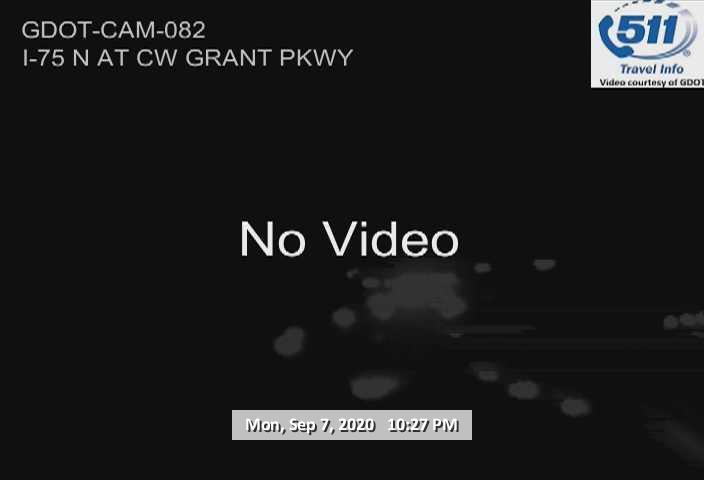 GDOT-CAM-082
I-75 N AT CW GRANT PKWY
511
Travel Info
Video courtesy of GDOT
No Video
Mon, Sep 7, 2020 10:27 PM